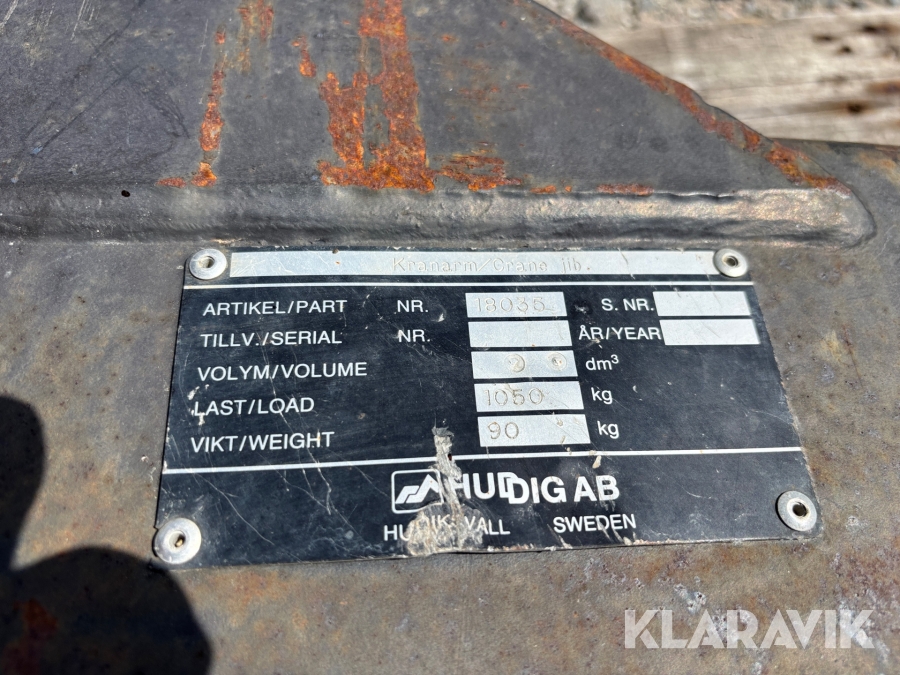 Kranarm/Crane jib.
ARTIKEL/PART NR. 18035 S. NR.
TILLV./SERIAL NR. ÅR/YEAR
VOLYM/VOLUME dm³
LAST/LOAD 1050 kg
VIKT/WEIGHT 90 kg
HUDDIG AB
HUDIKSVALL SWEDEN
KLARAVIK